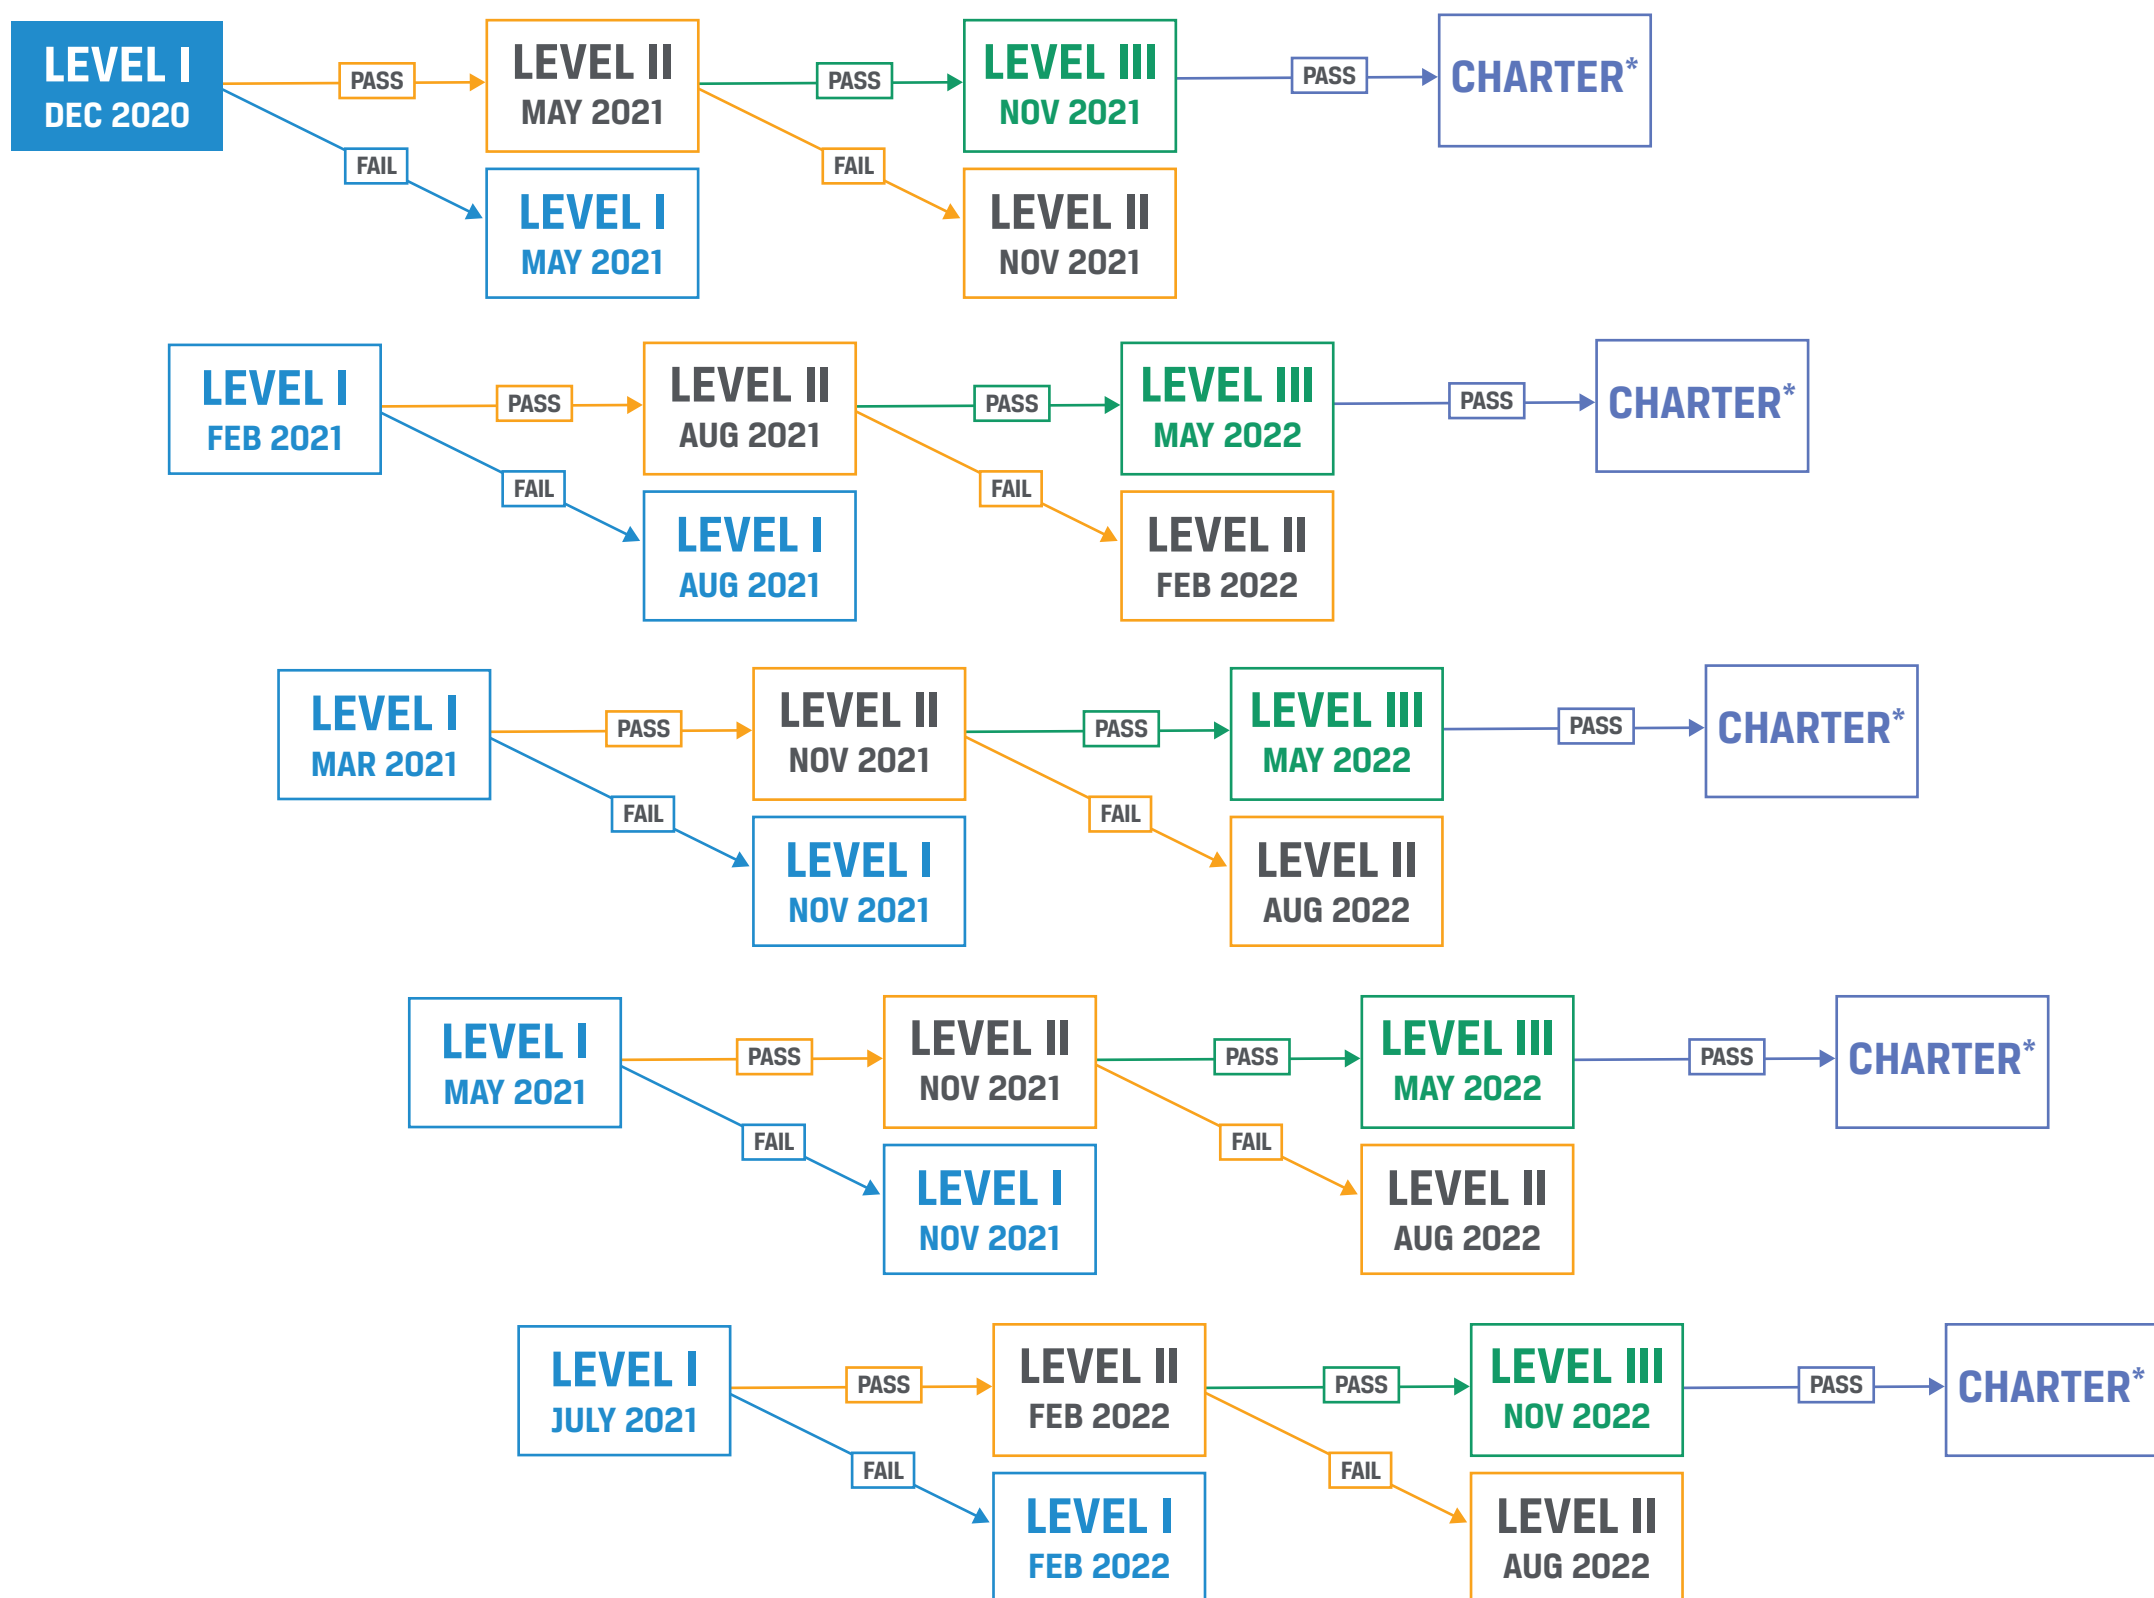 LEVEL I
DEC 2020
PASS
FAIL
LEVEL II
MAY 2021
LEVEL I
MAY 2021
PASS
FAIL
LEVEL III
NOV 2021
LEVEL II
NOV 2021
PASS
CHARTER*
LEVEL I
FEB 2021
PASS
FAIL
LEVEL II
AUG 2021
LEVEL I
AUG 2021
PASS
FAIL
LEVEL III
MAY 2022
LEVEL II
FEB 2022
PASS
CHARTER*
LEVEL I
MAR 2021
PASS
FAIL
LEVEL II
NOV 2021
LEVEL I
NOV 2021
PASS
FAIL
LEVEL III
MAY 2022
LEVEL II
AUG 2022
PASS
CHARTER*
LEVEL I
MAY 2021
PASS
FAIL
LEVEL II
NOV 2021
LEVEL I
NOV 2021
PASS
FAIL
LEVEL III
MAY 2022
LEVEL II
AUG 2022
PASS
CHARTER*
LEVEL I
JULY 2021
PASS
FAIL
LEVEL II
FEB 2022
LEVEL I
FEB 2022
PASS
FAIL
LEVEL III
NOV 2022
LEVEL II
AUG 2022
PASS
CHARTER*